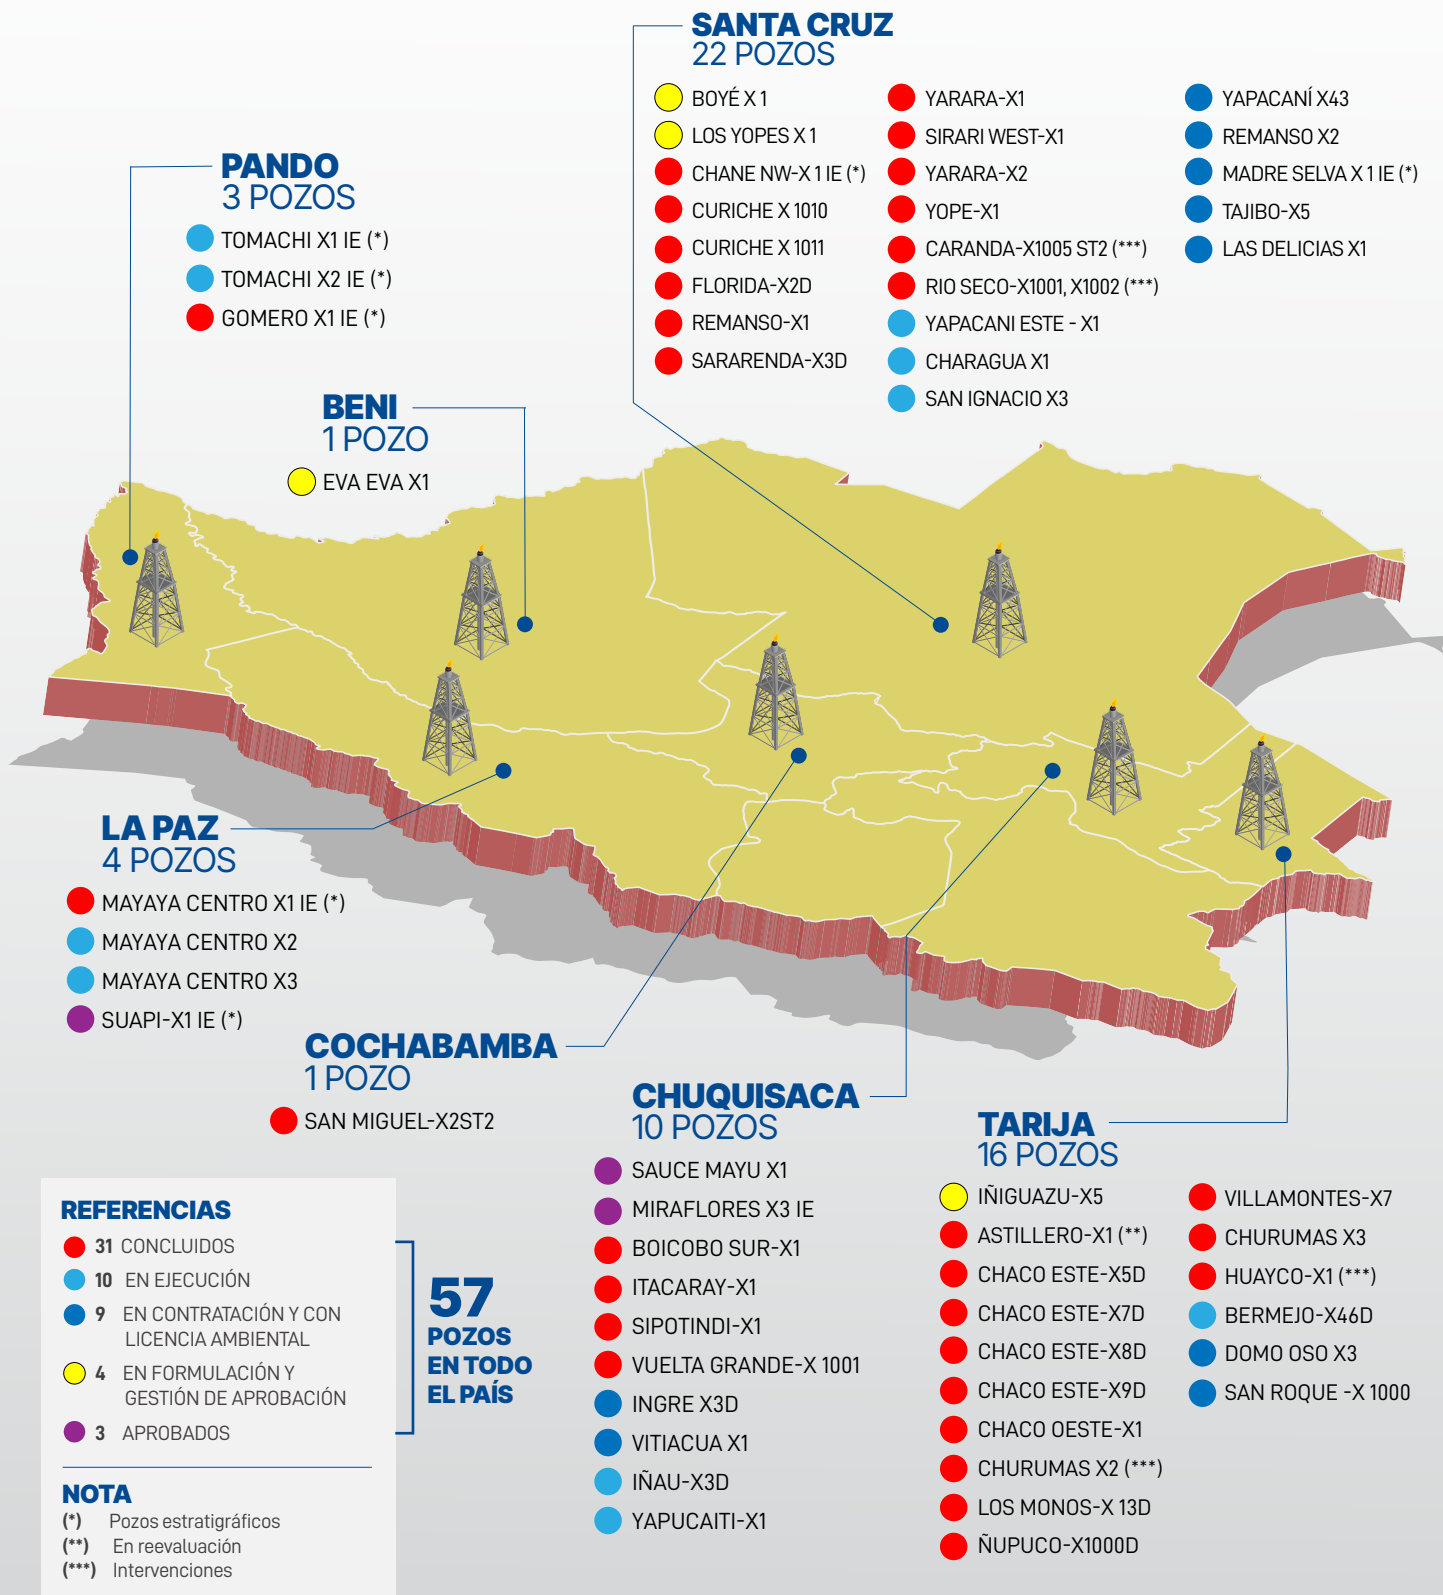 SANTA CRUZ
22 POZOS
BOYÉ X 1
LOS YOPES X 1
CHANE NW-X 1 IE (*)
CURICHE X 1010
CURICHE X 1011
FLORIDA-X2D
REMANSO-X1
SARARENDA-X3D
YARARA-X1
SIRARI WEST-X1
YARARA-X2
YOPE-X1
CARANDA-X1005 ST2 (***)
RIO SECO-X1001, X1002 (***)
YAPACANI ESTE - X1
CHARAGUA X1
SAN IGNACIO X3
YAPACANÍ X43
REMANSO X2
MADRE SELVA X 1 IE (*)
TAJIBO-X5
LAS DELICIAS X1
PANDO
3 POZOS
TOMACHI X1 IE (*)
TOMACHI X2 IE (*)
GOMERO X1 IE (*)
BENI
1 POZO
EVA EVA X1
LA PAZ
4 POZOS
MAYAYA CENTRO X1 IE (*)
MAYAYA CENTRO X2
MAYAYA CENTRO X3
SUAPI-X1 IE (*)
COCHABAMBA
1 POZO
SAN MIGUEL-X2ST2
CHUQUISACA
10 POZOS
SAUCE MAYU X1
MIRAFLORES X3 IE
BOICOBO SUR-X1
ITACARAY-X1
SIPOTINDI-X1
VUELTA GRANDE-X 1001
INGRE X3D
VITIACUA X1
IÑAU-X3D
YAPUCAITI-X1
TARIJA
16 POZOS
IÑIGUAZU-X5
ASTILLERO-X1 (**)
CHACO ESTE-X5D
CHACO ESTE-X7D
CHACO ESTE-X8D
CHACO ESTE-X9D
CHACO OESTE-X1
CHURUMAS X2 (***)
LOS MONOS-X 13D
ÑUPUCO-X1000D
VILLAMONTES-X7
CHURUMAS X3
HUAYCO-X1 (***)
BERMEJO-X46D
DOMO OSO X3
SAN ROQUE -X 1000
REFERENCIAS
31 CONCLUIDOS
10 EN EJECUCIÓN
9 EN CONTRATACIÓN Y CON
LICENCIA AMBIENTAL
4 EN FORMULACIÓN Y
GESTIÓN DE APROBACIÓN
3 APROBADOS
57
POZOS
EN TODO
EL PAÍS
NOTA
(*) Pozos estratigráficos
(**) En reevaluación
(***) Intervenciones